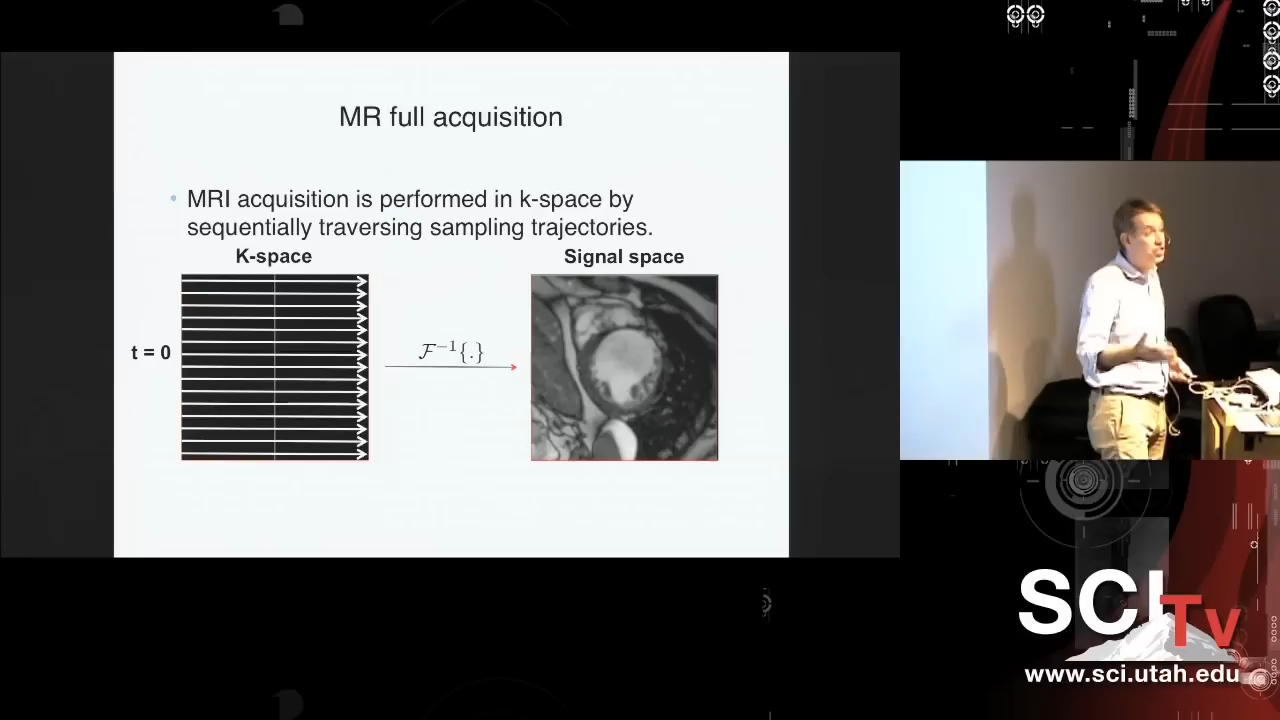 MR full acquisition
• MRI acquisition is performed in k-space by
sequentially traversing sampling trajectories.
K-space
Signal space
t = 0
ℱ⁻¹{.}
SCI
Tv
www.sci.utah.edu